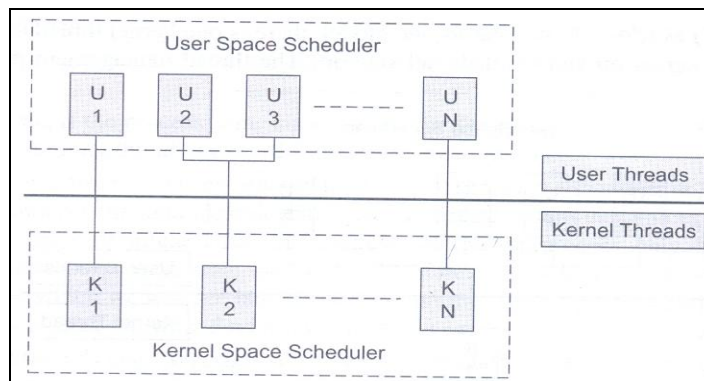 User Space Scheduler
U 1
U 2
U 3
U N
User Threads
Kernel Threads
K 1
K 2
K N
Kernel Space Scheduler